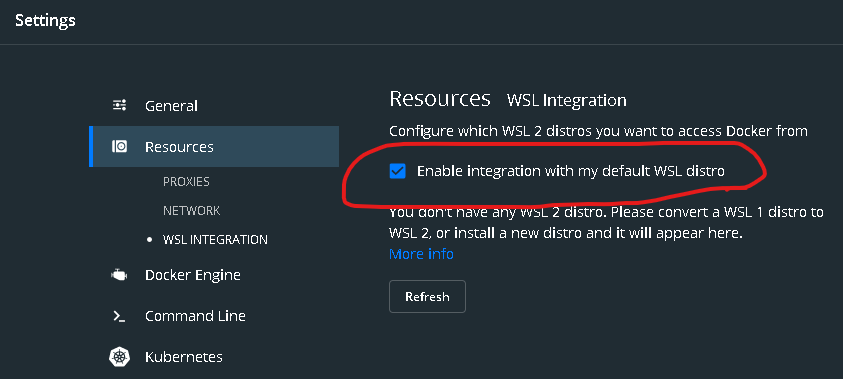 Settings
General
Resources
PROXIES
NETWORK
WSL INTEGRATION
Docker Engine
Command Line
Kubernetes
Resources WSL Integration
Configure which WSL 2 distros you want to access Docker from
Enable integration with my default WSL distro
You don't have any WSL 2 distro. Please convert a WSL 1 distro to
WSL 2, or install a new distro and it will appear here.
More info
Refresh